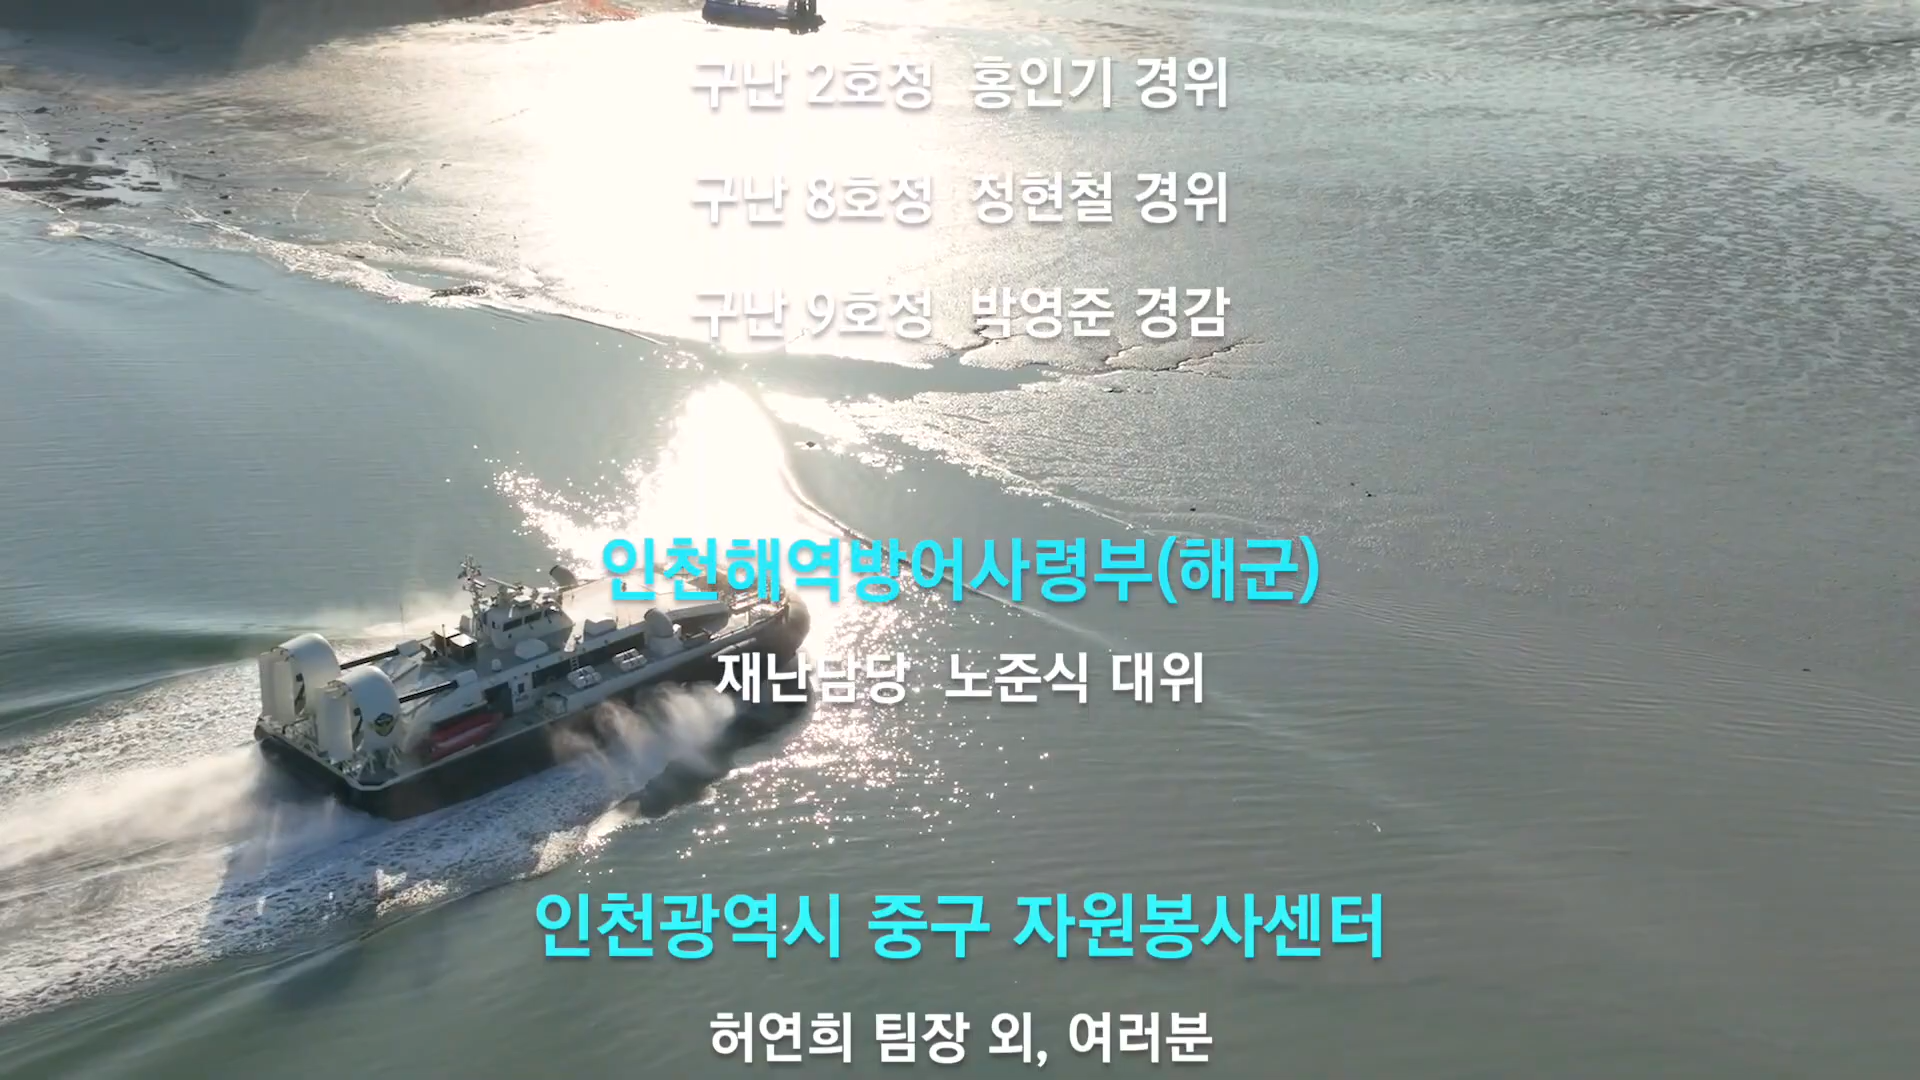 구난 2호정 홍인기 경위
구난 8호정 정현철 경위
구난 9호정 박영준 경감
인천해역방어사령부(해군)
재난담당 노준식 대위
인천광역시 중구 자원봉사센터
허연희 팀장 외, 여러분